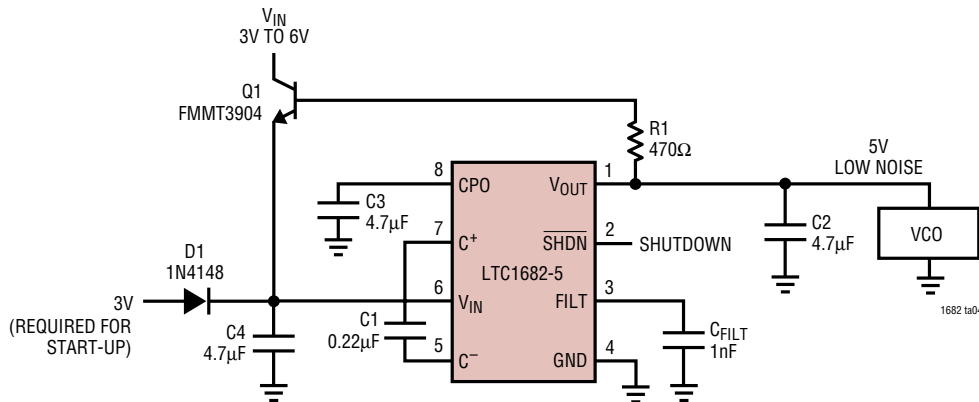 VIN
3V TO 6V
Q1
FMMT3904
R1
470Ω
5V
LOW NOISE
8
CPO
VOUT
1
C3
4.7µF
7
C+
SHDN
2
SHUTDOWN
C2
4.7µF
VCO
LTC1682-5
D1
1N4148
6
VIN
FILT
3
3V
(REQUIRED FOR
START-UP)
C4
4.7µF
C1
0.22µF
5
C–
GND
4
CFILT
1nF